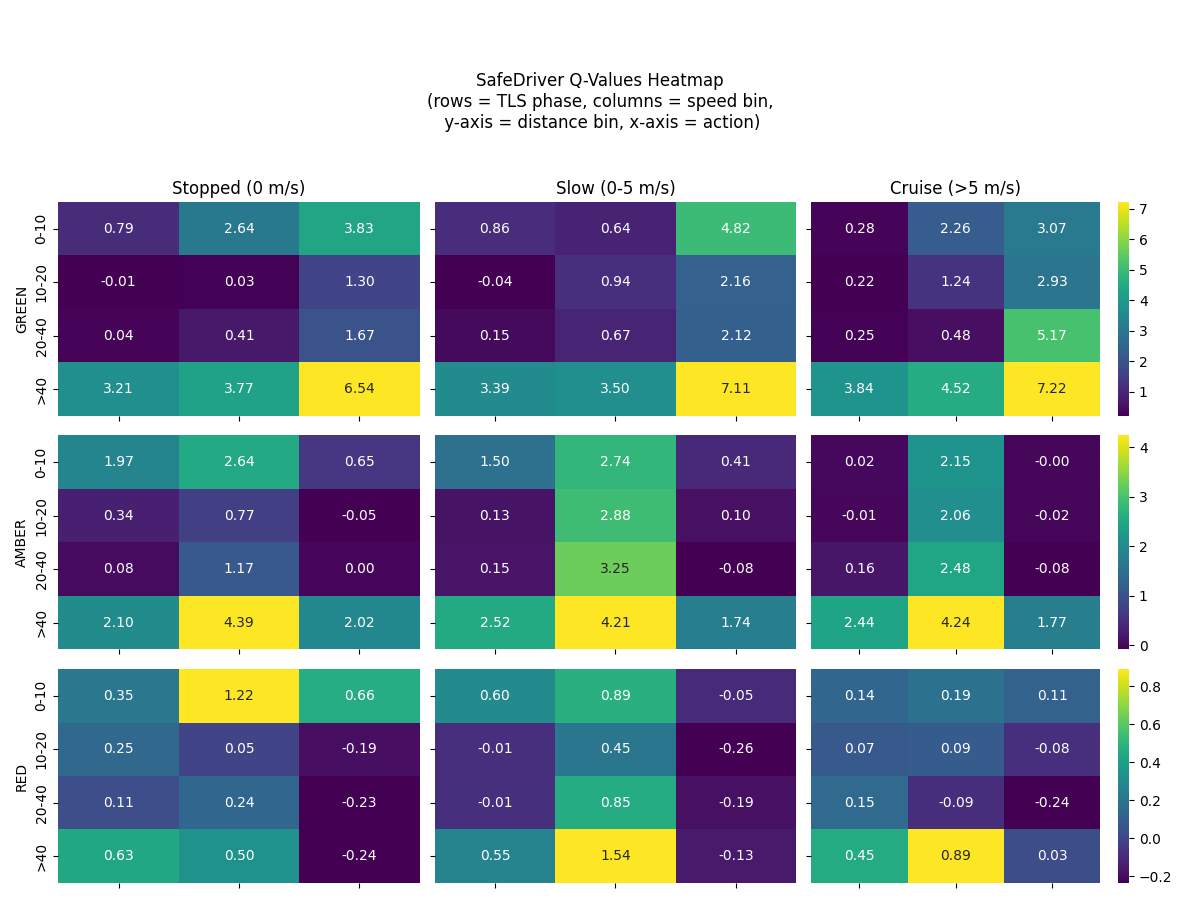 SafeDriver Q-Values Heatmap
(rows = TLS phase, columns = speed bin,
y-axis = distance bin, x-axis = action)
Stopped (0 m/s) Slow (0-5 m/s) Cruise (>5 m/s)
GREEN
0-10 0.79 2.64 3.83 0.86 0.64 4.82 0.28 2.26 3.07
10-20 -0.01 0.03 1.30 -0.04 0.94 2.16 0.22 1.24 2.93
20-40 0.04 0.41 1.67 0.15 0.67 2.12 0.25 0.48 5.17
>40 3.21 3.77 6.54 3.39 3.50 7.11 3.84 4.52 7.22
7
6
5
4
3
2
1
AMBER
0-10 1.97 2.64 0.65 1.50 2.74 0.41 0.02 2.15 -0.00
10-20 0.34 0.77 -0.05 0.13 2.88 0.10 -0.01 2.06 -0.02
20-40 0.08 1.17 0.00 0.15 3.25 -0.08 0.16 2.48 -0.08
>40 2.10 4.39 2.02 2.52 4.21 1.74 2.44 4.24 1.77
4
3
2
1
0
RED
0-10 0.35 1.22 0.66 0.60 0.89 -0.05 0.14 0.19 0.11
10-20 0.25 0.05 -0.19 -0.01 0.45 -0.26 0.07 0.09 -0.08
20-40 0.11 0.24 -0.23 -0.01 0.85 -0.19 0.15 -0.09 -0.24
>40 0.63 0.50 -0.24 0.55 1.54 -0.13 0.45 0.89 0.03
0.8
0.6
0.4
0.2
0.0
−0.2